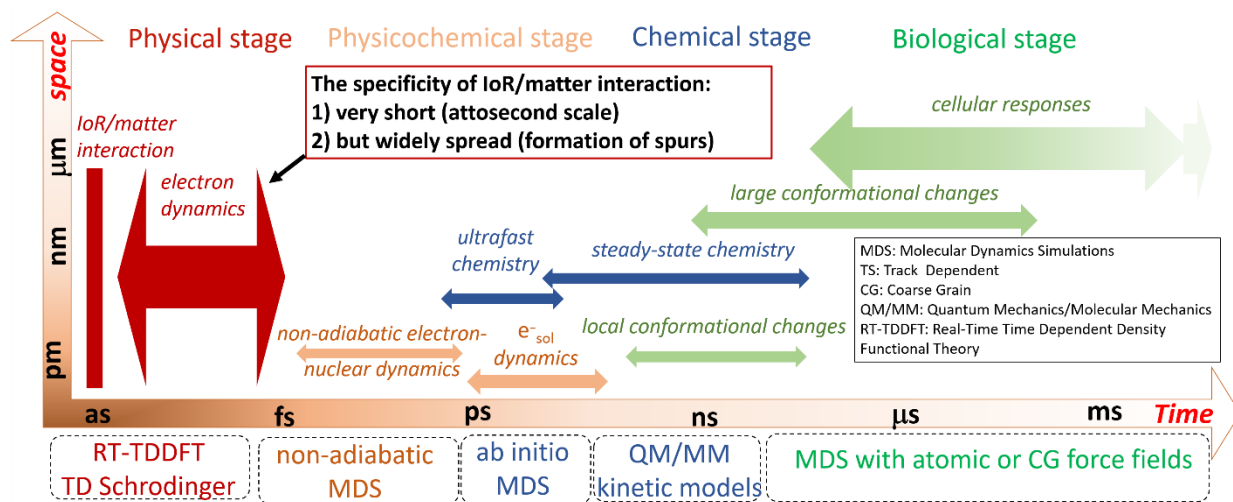 Physical stage
Physicochemical stage
Chemical stage
Biological stage
space
The specificity of IoR/matter interaction:
1) very short (attosecond scale)
2) but widely spread (formation of spurs)
cellular responses
IoR/matter
interaction
μm
electron
dynamics
large conformational changes
nm
ultrafast
chemistry
steady-state chemistry
MDS: Molecular Dynamics Simulations
TS: Track  Dependent
CG: Coarse Grain
QM/MM: Quantum Mechanics/Molecular Mechanics
RT-TDDFT: Real-Time Time Dependent Density
Functional Theory
pm
non-adiabatic electron-
nuclear dynamics
e⁻sol
dynamics
local conformational changes
as
fs
ps
ns
μs
ms
Time
RT-TDDFT
TD Schrodinger
non-adiabatic
MDS
ab initio
MDS
QM/MM
kinetic models
MDS with atomic or CG force fields